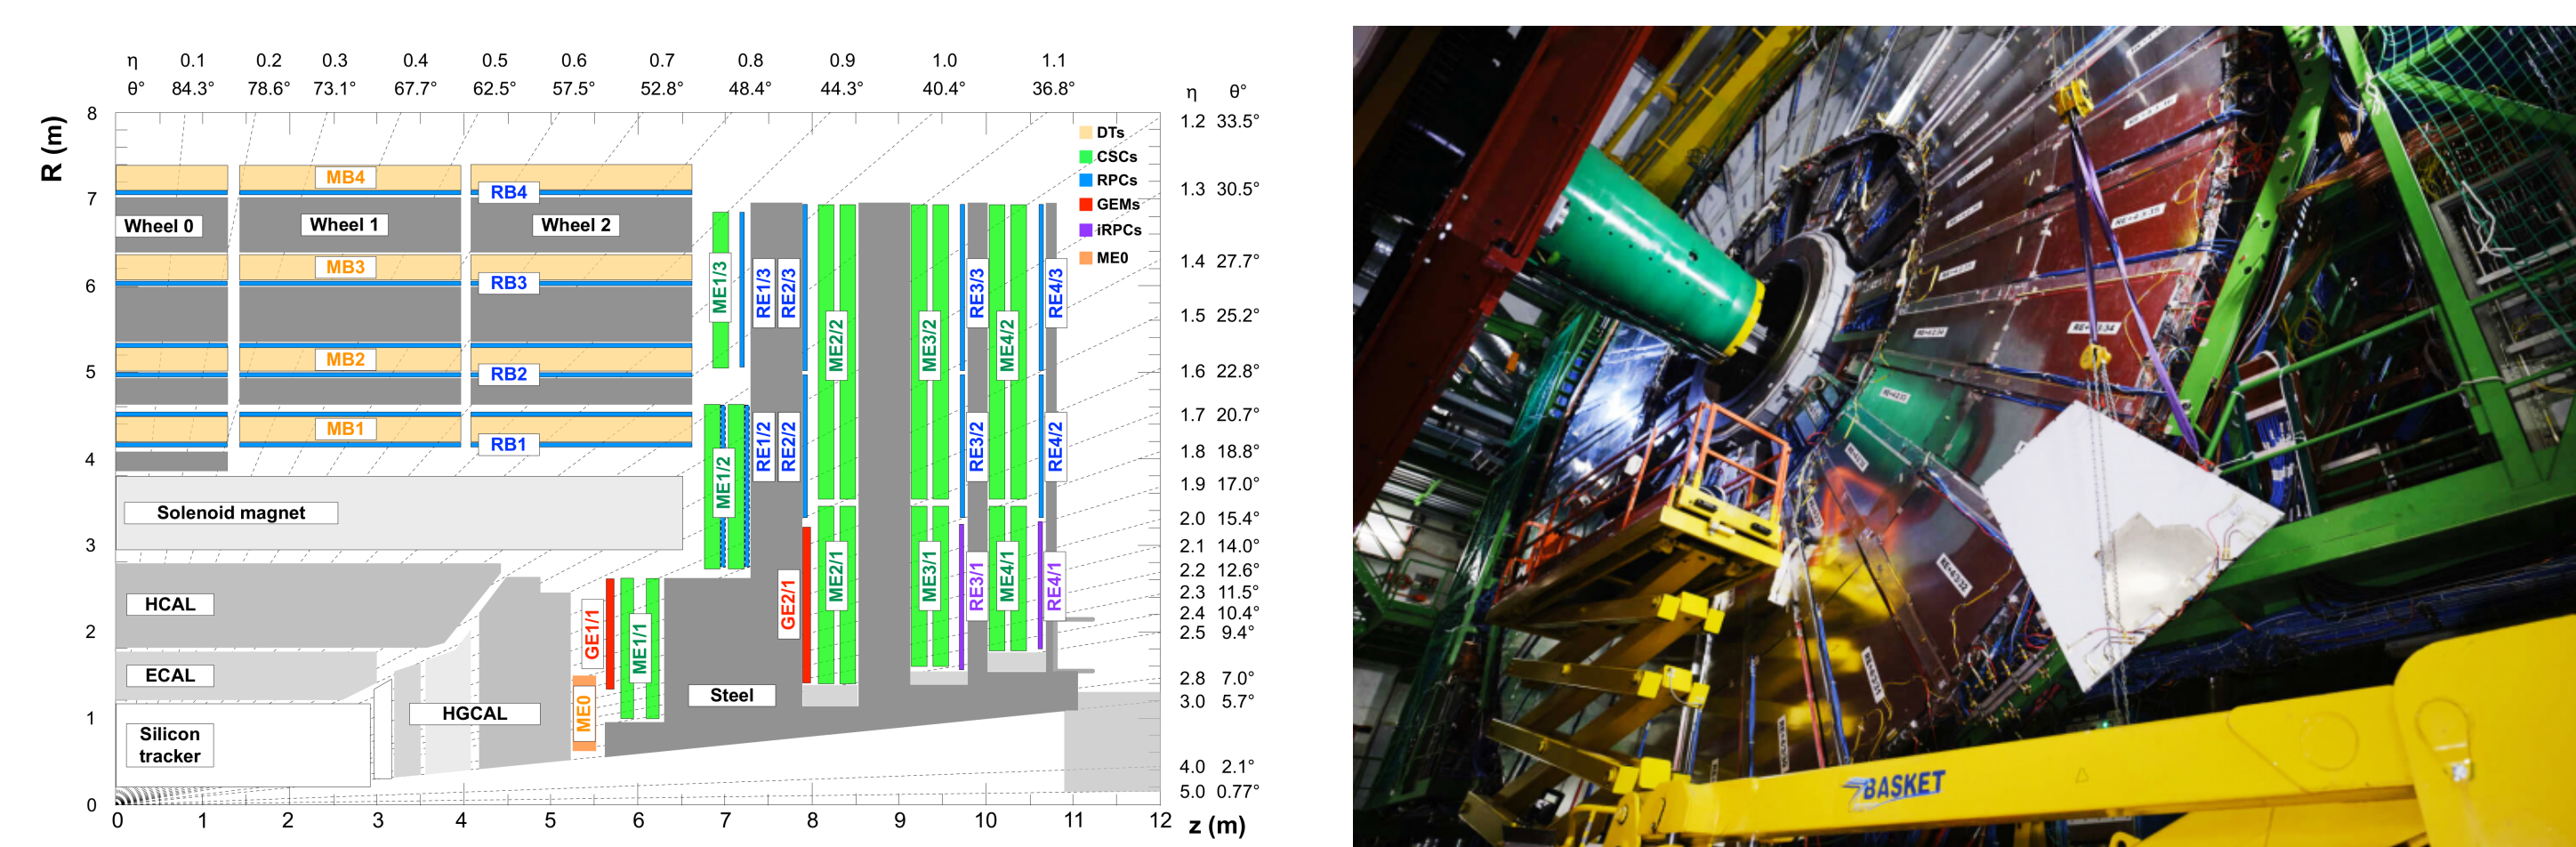 η 0.1 0.2 0.3 0.4 0.5 0.6 0.7 0.8 0.9 1.0 1.1
θ° 84.3° 78.6° 73.1° 67.7° 62.5° 57.5° 52.8° 48.4° 44.3° 40.4° 36.8°
η θ°
1.2 33.5°
1.3 30.5°
1.4 27.7°
1.5 25.2°
1.6 22.8°
1.7 20.7°
1.8 18.8°
1.9 17.0°
2.0 15.4°
2.1 14.0°
2.2 12.6°
2.3 11.5°
2.4 10.4°
2.5 9.4°
2.8 7.0°
3.0 5.7°
4.0 2.1°
5.0 0.77°
R (m)
8
7
6
5
4
3
2
1
0
DTs
CSCs
RPCs
GEMs
iRPCs
ME0
MB4
RB4
Wheel 0 Wheel 1 Wheel 2
MB3
RB3
MB2
RB2
MB1
RB1
Solenoid magnet
HCAL
ECAL
Silicon
tracker
HGCAL
Steel
ME1/3
RE1/3
RE2/3
ME2/2
ME3/2
RE3/3
ME4/2
RE4/3
ME1/2
RE1/2
RE2/2
RE3/2
RE4/2
GE1/1
ME1/1
GE2/1
ME2/1
ME3/1
RE3/1
ME4/1
RE4/1
ME0
0 1 2 3 4 5 6 7 8 9 10 11 12 z (m)
BASKET